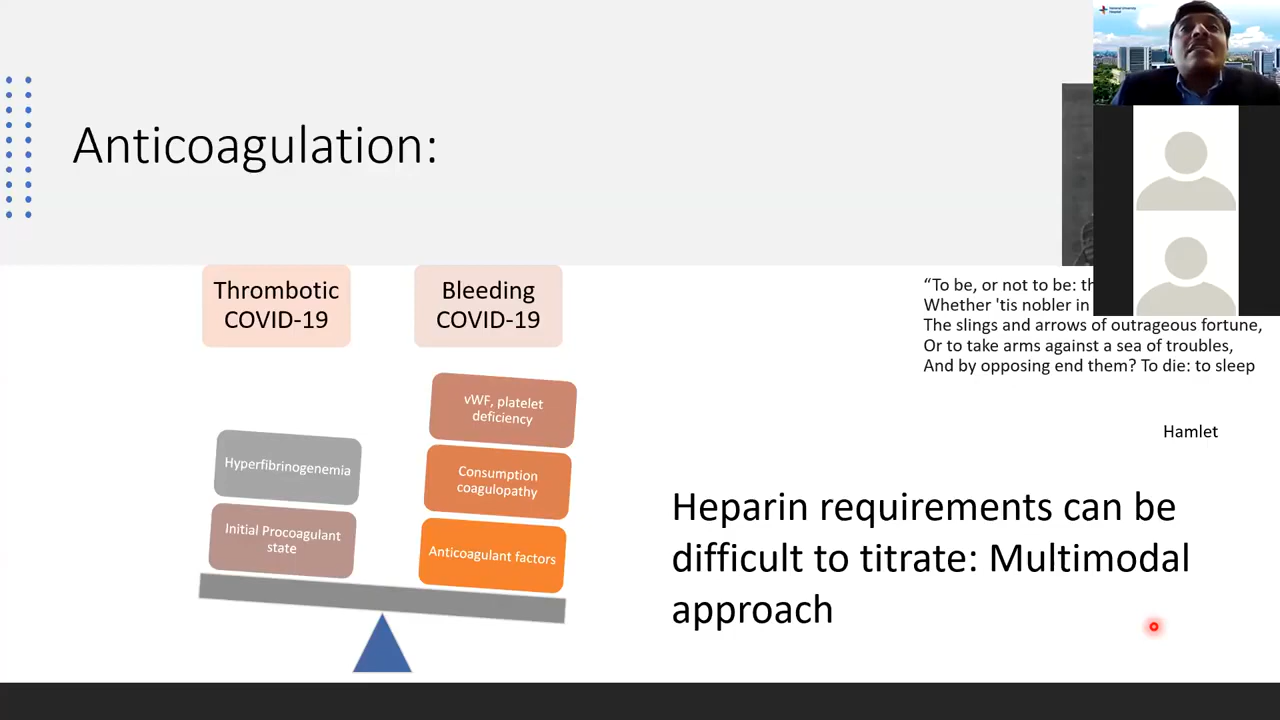 National University
Hospital
Anticoagulation:
Thrombotic
COVID-19
Bleeding
COVID-19
vWF, platelet
deficiency
Hyperfibrinogenemia
Consumption
coagulopathy
Initial Procoagulant
state
Anticoagulant factors
“To be, or not to be:
Whether 'tis nobler in
The slings and arrows of outrageous fortune,
Or to take arms against a sea of troubles,
And by opposing end them? To die: to sleep
Hamlet
Heparin requirements can be
difficult to titrate: Multimodal
approach